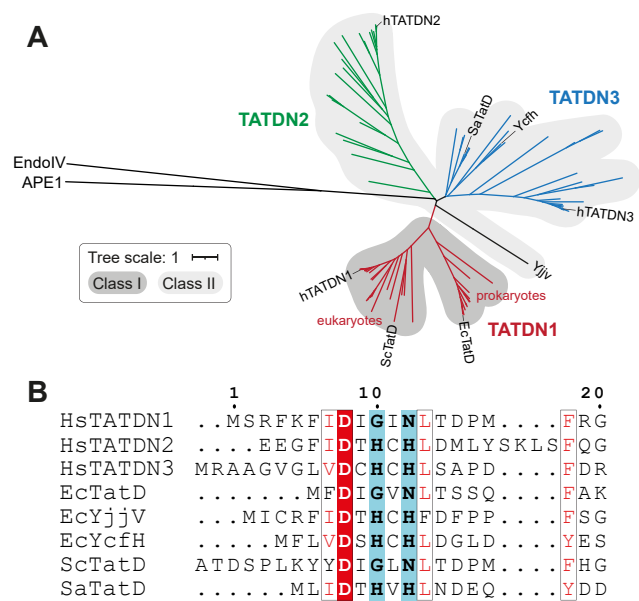 A
hTATDN2
TATDN2
SaTatD
Ycfh
TATDN3
EndoIV
APE1
hTATDN3
Tree scale: 1
Class I
Class II
Yjjv
hTATDN1
eukaryotes
ScTatD
EcTatD
prokaryotes
TATDN1
B
1 10 20
HsTATDN1 ..MSRFKFIDIGINLTDPM....FRG
HsTATDN2 ....EEGFIDTHCHLDMLYSKLSFQG
HsTATDN3 MRAAGVGLVDCHCHLSAPD....FDR
EcTatD .......MFDIGVNLTSSQ....FAK
EcYjjV ...MICRFIDTHCHFDFPP....FSG
EcYcfH .....MFLVDSHCHLDGLD....YES
ScTatD ATDSPLKYYDIGLNLTDPM....FHG
SaTatD ......MLIDTHVHLNDEQ....YDD